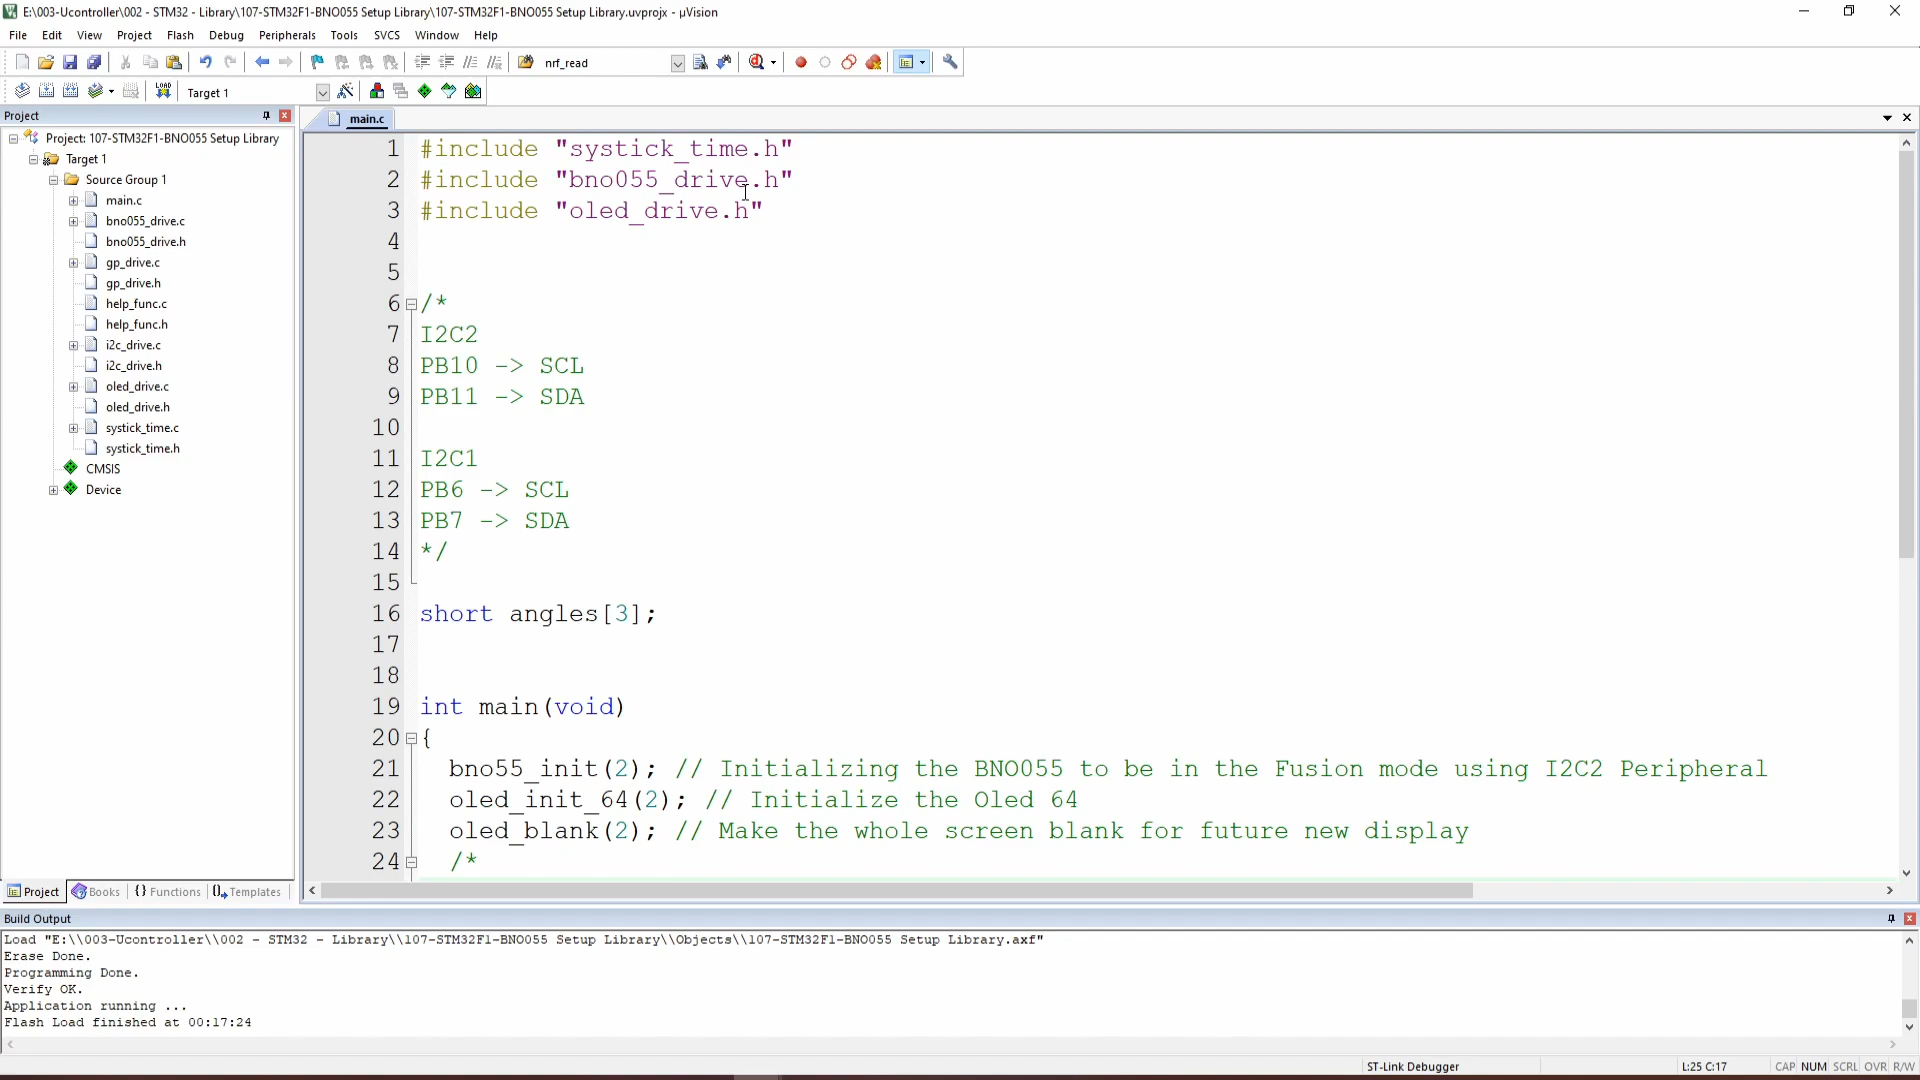 E:\003-Ucontroller\002 - STM32 - Library\107-STM32F1-BNO055 Setup Library\107-STM32F1-BNO055 Setup Library.uvprojx - µVision
File Edit View Project Flash Debug Peripherals Tools SVCS Window Help
nrf_read
LOAD Target 1
Project
main.c
Project: 107-STM32F1-BNO055 Setup Library
Target 1
Source Group 1
main.c
bno055_drive.c
bno055_drive.h
gp_drive.c
gp_drive.h
help_func.c
help_func.h
i2c_drive.c
i2c_drive.h
oled_drive.c
oled_drive.h
systick_time.c
systick_time.h
CMSIS
Device
1 #include "systick_time.h"
2 #include "bno055_drive.h"
3 #include "oled_drive.h"
4
5
6 /*
7 I2C2
8 PB10 -> SCL
9 PB11 -> SDA
10
11 I2C1
12 PB6 -> SCL
13 PB7 -> SDA
14 */
15
16 short angles[3];
17
18
19 int main(void)
20 {
21 bno55_init(2); // Initializing the BNO055 to be in the Fusion mode using I2C2 Peripheral
22 oled_init_64(2); // Initialize the Oled 64
23 oled_blank(2); // Make the whole screen blank for future new display
24 /*
Project Books {} Functions Templates
Build Output
Load "E:\\003-Ucontroller\\002 - STM32 - Library\\107-STM32F1-BNO055 Setup Library\\Objects\\107-STM32F1-BNO055 Setup Library.axf"
Erase Done.
Programming Done.
Verify OK.
Application running ...
Flash Load finished at 00:17:24
ST-Link Debugger L:25 C:17 CAP NUM SCRL OVR R/W